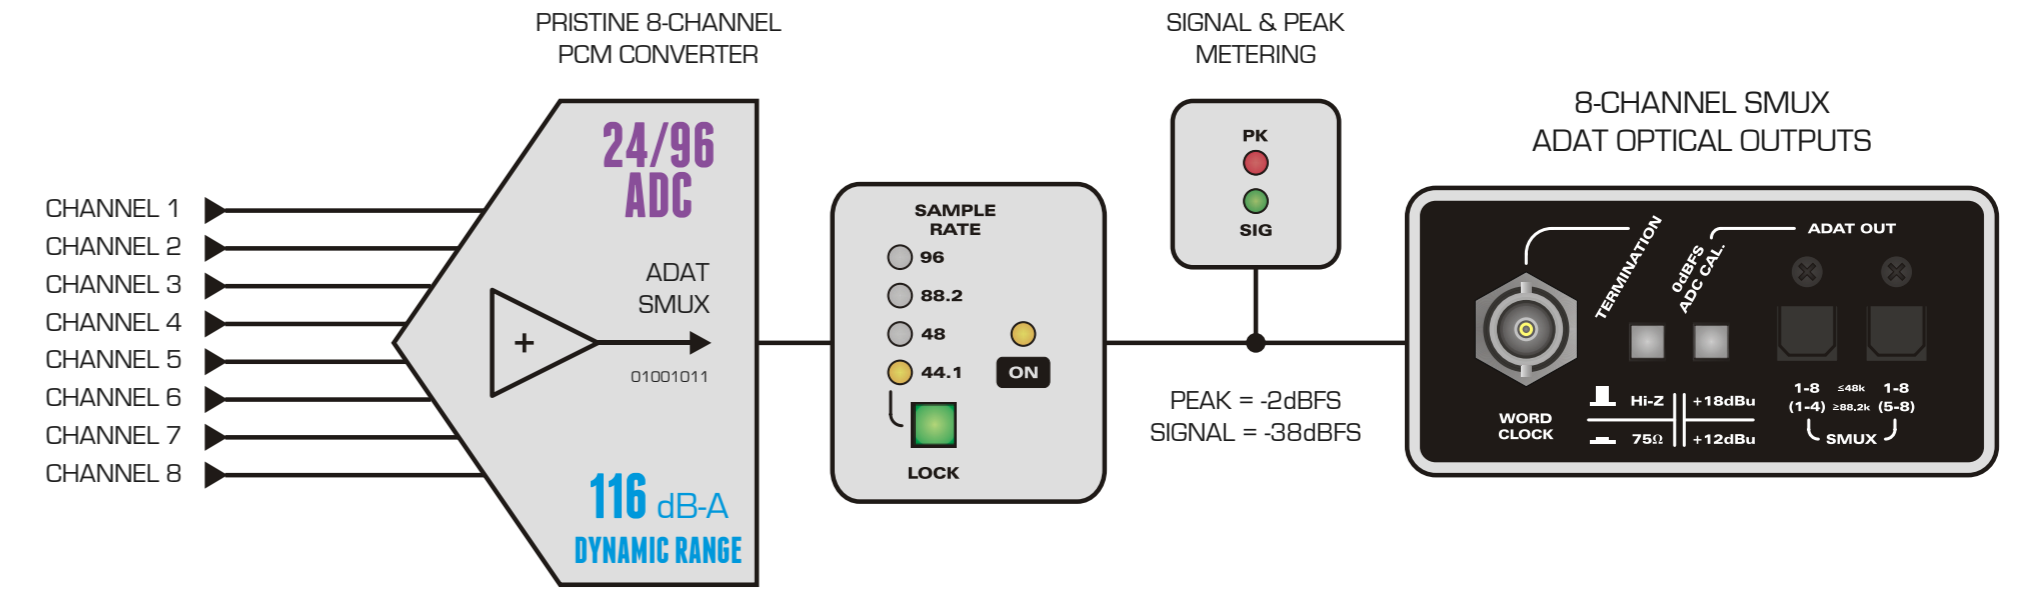 PRISTINE 8-CHANNEL
PCM CONVERTER
SIGNAL & PEAK
METERING
8-CHANNEL SMUX
ADAT OPTICAL OUTPUTS
CHANNEL 1
CHANNEL 2
CHANNEL 3
CHANNEL 4
CHANNEL 5
CHANNEL 6
CHANNEL 7
CHANNEL 8
24/96
ADC
ADAT
SMUX
+
01001011
116 dB-A
DYNAMIC RANGE
SAMPLE
RATE
96
88.2
48
44.1
ON
LOCK
PK
SIG
PEAK = -2dBFS
SIGNAL = -38dBFS
TERMINATION
0dBFS
ADC CAL.
ADAT OUT
WORD
CLOCK
Hi-Z +18dBu
75Ω +12dBu
1-8 ≤48k 1-8
(1-4) ≥88.2k (5-8)
SMUX